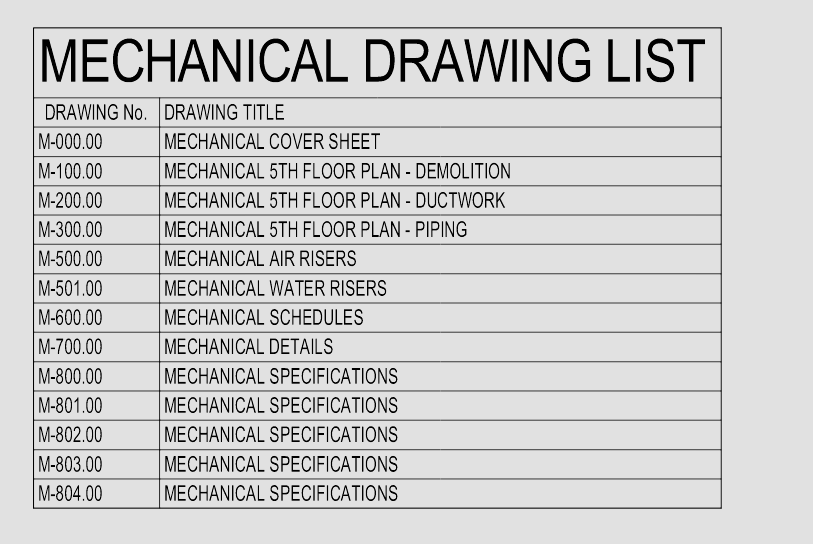 MECHANICAL DRAWING LIST
DRAWING No. DRAWING TITLE
M-000.00 MECHANICAL COVER SHEET
M-100.00 MECHANICAL 5TH FLOOR PLAN - DEMOLITION
M-200.00 MECHANICAL 5TH FLOOR PLAN - DUCTWORK
M-300.00 MECHANICAL 5TH FLOOR PLAN - PIPING
M-500.00 MECHANICAL AIR RISERS
M-501.00 MECHANICAL WATER RISERS
M-600.00 MECHANICAL SCHEDULES
M-700.00 MECHANICAL DETAILS
M-800.00 MECHANICAL SPECIFICATIONS
M-801.00 MECHANICAL SPECIFICATIONS
M-802.00 MECHANICAL SPECIFICATIONS
M-803.00 MECHANICAL SPECIFICATIONS
M-804.00 MECHANICAL SPECIFICATIONS